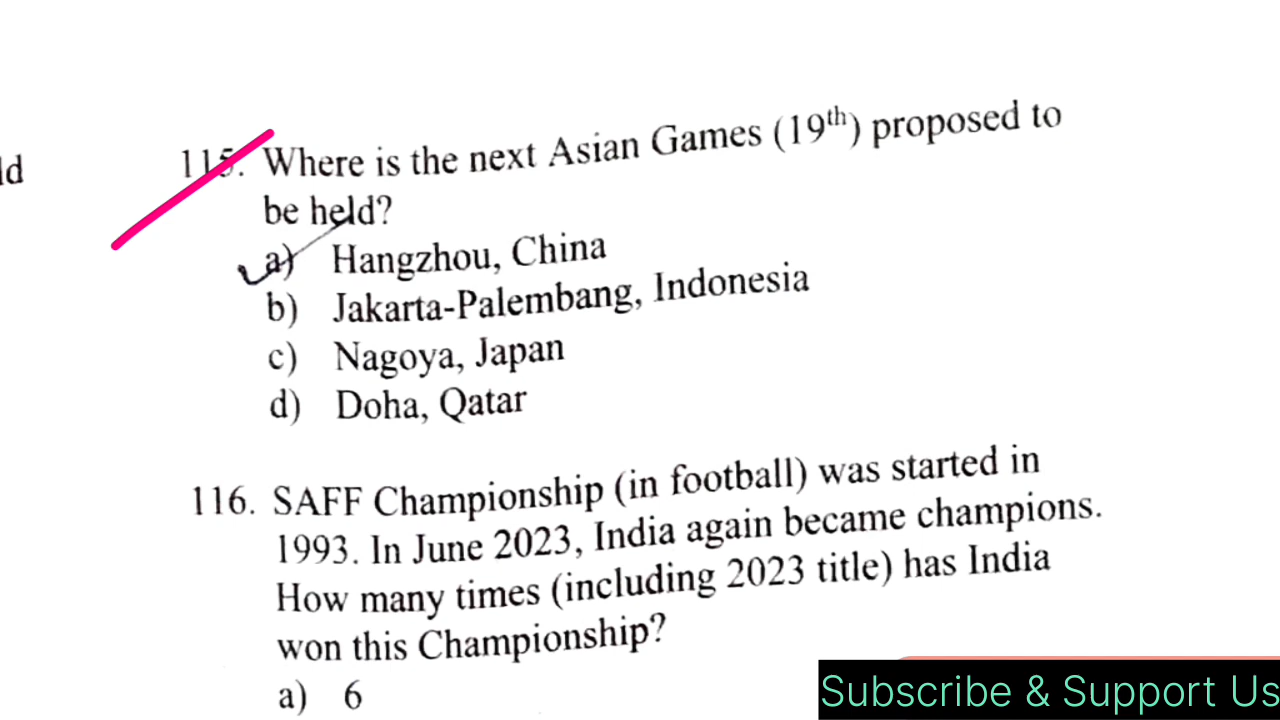 ld
115. Where is the next Asian Games (19th) proposed to
be held?
a) Hangzhou, China
b) Jakarta-Palembang, Indonesia
c) Nagoya, Japan
d) Doha, Qatar
116. SAFF Championship (in football) was started in
1993. In June 2023, India again became champions.
How many times (including 2023 title) has India
won this Championship?
a) 6
Subscribe & Support Us